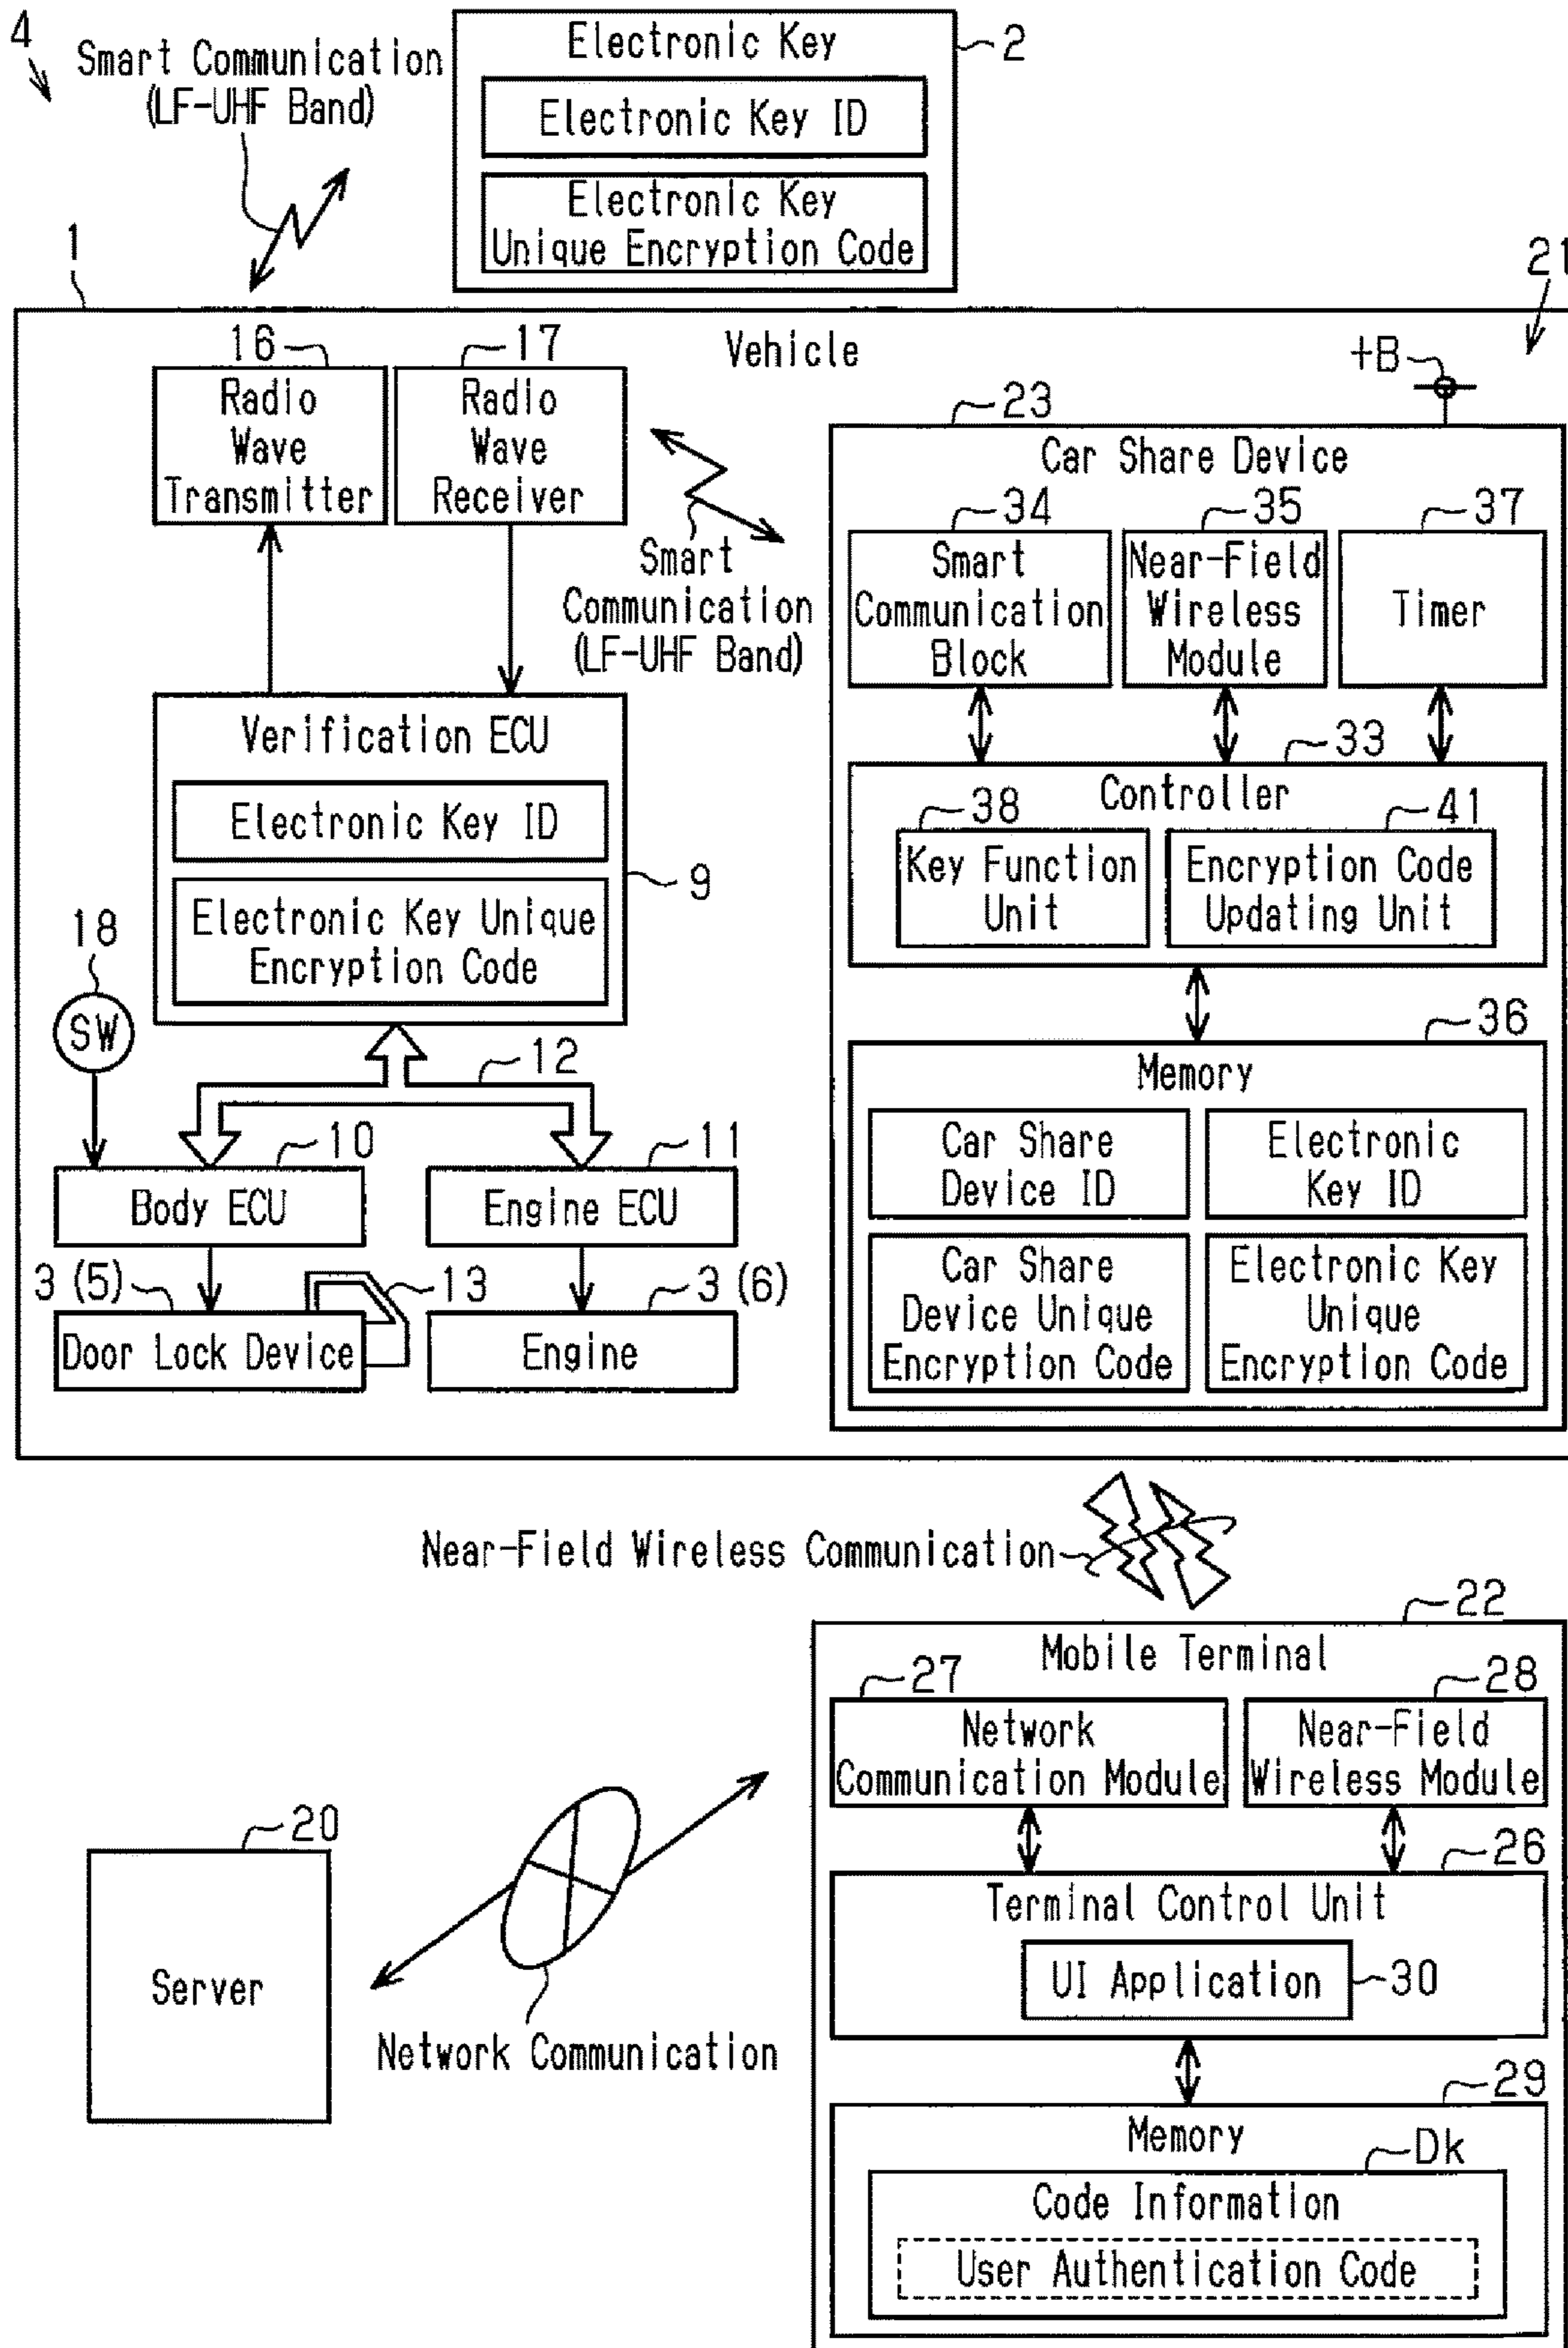 4
Smart Communication
(LF-UHF Band)
Electronic Key
2
Electronic Key ID
Electronic Key
Unique Encryption Code
1
21
Vehicle
16
Radio
Wave
Transmitter
17
Radio
Wave
Receiver
Smart
Communication
(LF-UHF Band)
Verification ECU
Electronic Key ID
Electronic Key Unique
Encryption Code
9
18
SW
12
10
Body ECU
11
Engine ECU
3 (5)
Door Lock Device
13
3 (6)
Engine
+B
23
Car Share Device
34
Smart
Communication
Block
35
Near-Field
Wireless
Module
37
Timer
33
Controller
38
Key Function
Unit
41
Encryption Code
Updating Unit
36
Memory
Car Share
Device ID
Electronic
Key ID
Car Share
Device Unique
Encryption Code
Electronic Key
Unique
Encryption Code
Near-Field Wireless Communication
22
Mobile Terminal
27
Network
Communication Module
28
Near-Field
Wireless Module
26
Terminal Control Unit
UI Application
30
20
Server
Network Communication
29
Memory
Dk
Code Information
User Authentication Code